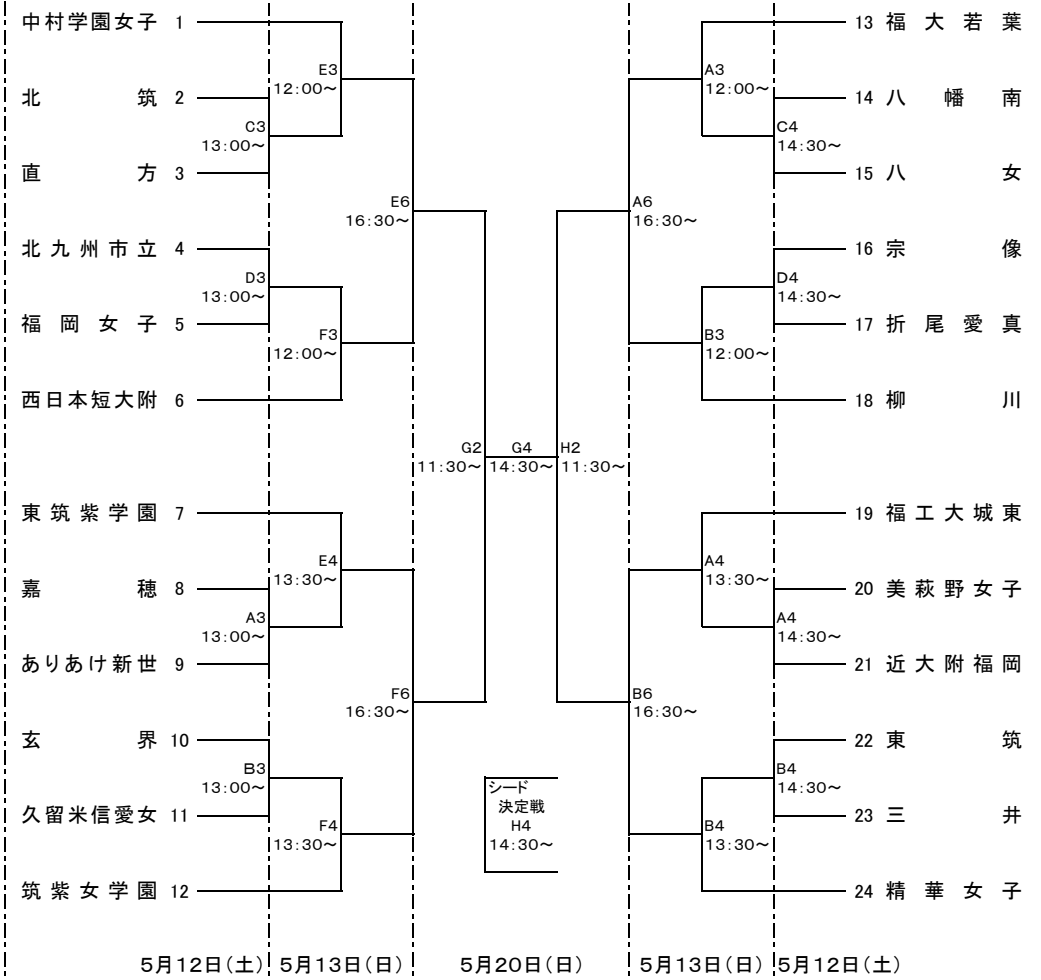 中村学園女子 1
E3
12:00～
北筑 2
C3
13:00～
直方 3
E6
16:30～
北九州市立 4
D3
13:00～
福岡女子 5
F3
12:00～
西日本短大附 6
G2
11:30～
東筑紫学園 7
E4
13:30～
嘉穂 8
A3
13:00～
ありあけ新世 9
F6
16:30～
玄界 10
B3
13:00～
久留米信愛女 11
F4
13:30～
筑紫女学園 12
G4
14:30～
シード
決定戦
H4
14:30～
13 福大若葉
A3
12:00～
14 八幡南
C4
14:30～
15 八女
A6
16:30～
16 宗像
D4
14:30～
17 折尾愛真
B3
12:00～
18 柳川
H2
11:30～
19 福工大城東
A4
13:30～
20 美萩野女子
A4
14:30～
21 近大附福岡
B6
16:30～
22 東筑
B4
14:30～
23 三井
B4
13:30～
24 精華女子
5月12日(土) 5月13日(日) 5月20日(日) 5月13日(日) 5月12日(土)